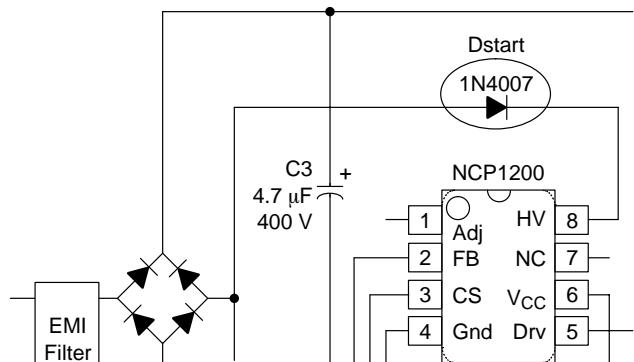 Dstart
1N4007
C3
+
4.7 μF
400 V
NCP1200
1
Adj
HV
8
2
FB
NC
7
3
CS
VCC
6
4
Gnd
Drv
5
EMI
Filter